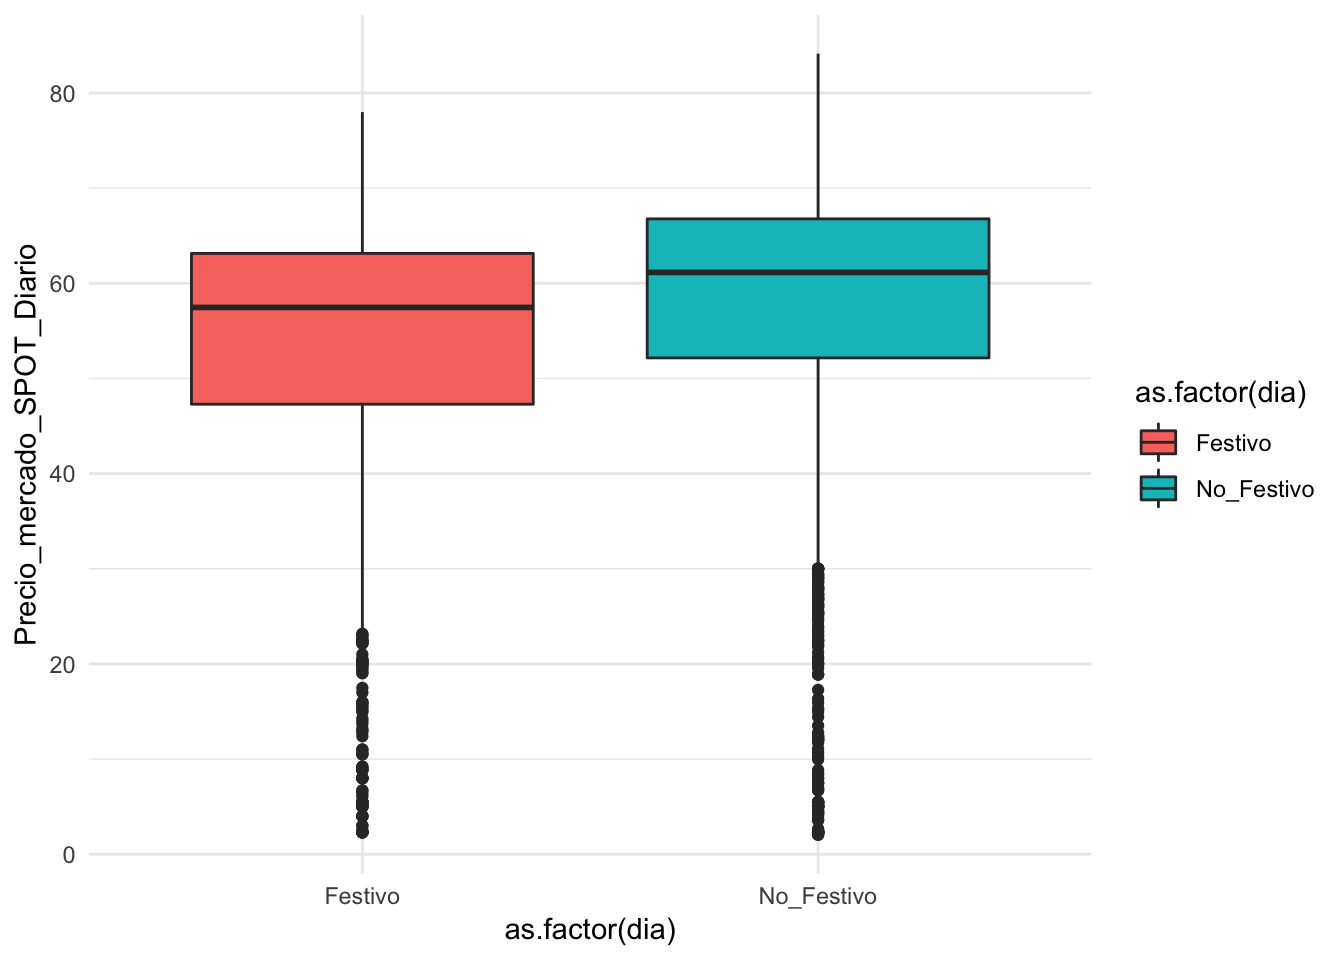 Precio_mercado_SPOT_Diario
80
60
40
20
0
Festivo
No_Festivo
as.factor(dia)
as.factor(dia)
Festivo
No_Festivo